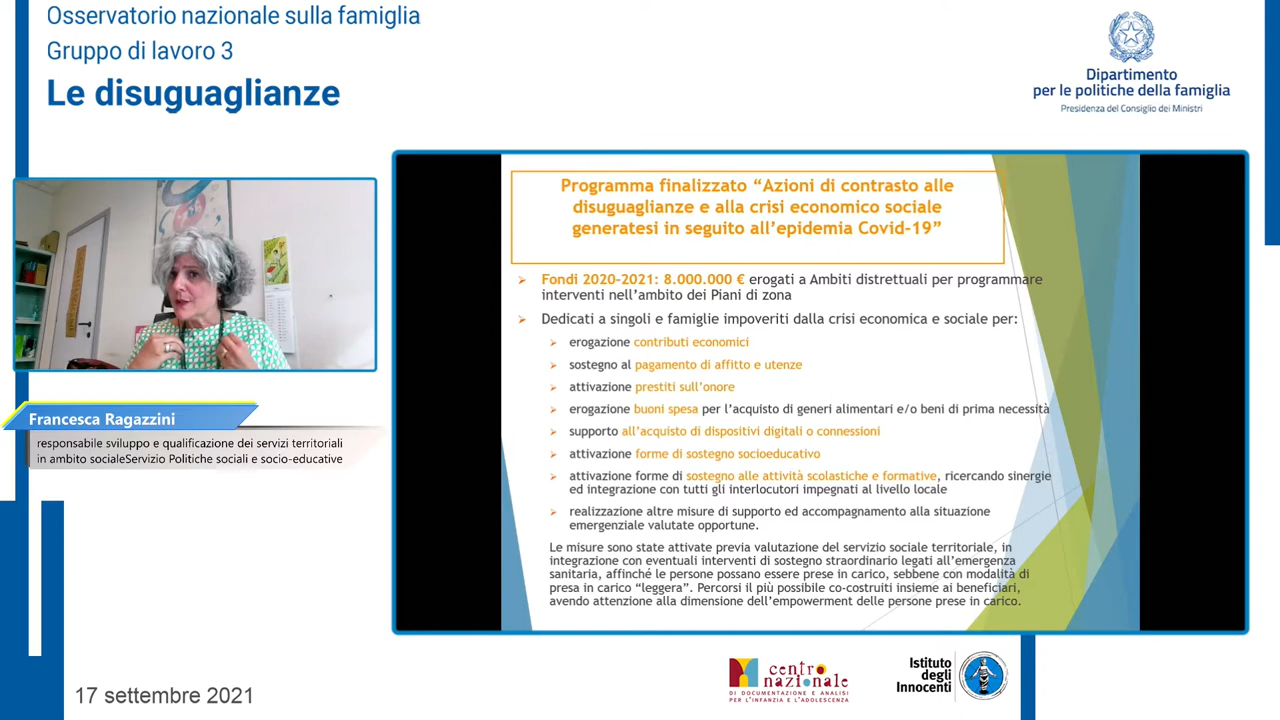 Osservatorio nazionale sulla famiglia
Gruppo di lavoro 3
Le disuguaglianze
Dipartimento
per le politiche della famiglia
Presidenza del Consiglio dei Ministri
Programma finalizzato “Azioni di contrasto alle
disuguaglianze e alla crisi economico sociale
generatesi in seguito all’epidemia Covid-19”
Fondi 2020-2021: 8.000.000 € erogati a Ambiti distrettuali per programmare
interventi nell’ambito dei Piani di zona
Dedicati a singoli e famiglie impoveriti dalla crisi economica e sociale per:
erogazione contributi economici
sostegno al pagamento di affitto e utenze
attivazione prestiti sull’onore
erogazione buoni spesa per l’acquisto di generi alimentari e/o beni di prima necessità
supporto all’acquisto di dispositivi digitali o connessioni
attivazione forme di sostegno socioeducativo
attivazione forme di sostegno alle attività scolastiche e formative, ricercando sinergie
ed integrazione con tutti gli interlocutori impegnati al livello locale
realizzazione altre misure di supporto ed accompagnamento alla situazione
emergenziale valutate opportune.
Le misure sono state attivate previa valutazione del servizio sociale territoriale, in
integrazione con eventuali interventi di sostegno straordinario legati all’emergenza
sanitaria, affinché le persone possano essere prese in carico, sebbene con modalità di
presa in carico “leggera”. Percorsi il più possibile co-costruiti insieme ai beneficiari,
avendo attenzione alla dimensione dell’empowerment delle persone prese in carico.
Francesca Ragazzini
responsabile sviluppo e qualificazione dei servizi territoriali
in ambito socialeServizio Politiche sociali e socio-educative
17 settembre 2021
centro
nazionale
DI DOCUMENTAZIONE E ANALISI
PER L'INFANZIA E L'ADOLESCENZA
Istituto
degli
Innocenti